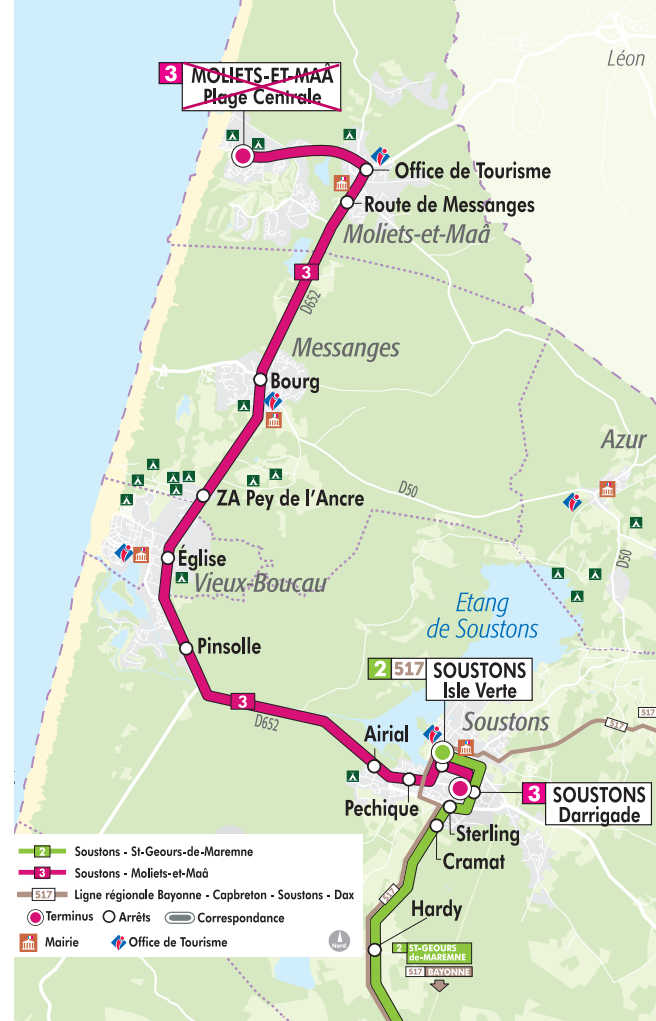 Léon
3 MOLIETS-ET-MAÂ
Plage Centrale
Office de Tourisme
Route de Messanges
Moliets-et-Maâ
3
D652
Messanges
Bourg
Azur
ZA Pey de l'Ancre
D50
Église
Vieux-Boucau
D50
Etang
de Soustons
Pinsolle
2 517 SOUSTONS
Isle Verte
3
D652
Soustons
517
517
Airial
Pechique
3 SOUSTONS
Darrigade
Sterling
Cramat
2 Soustons - St-Geours-de-Maremne
3 Soustons - Moliets-et-Maâ
517 Ligne régionale Bayonne - Capbreton - Soustons - Dax
517
Terminus Arrêts Correspondance
Hardy
Mairie Office de Tourisme
Nord
2 ST-GEOURS
de-MAREMNE
517 BAYONNE